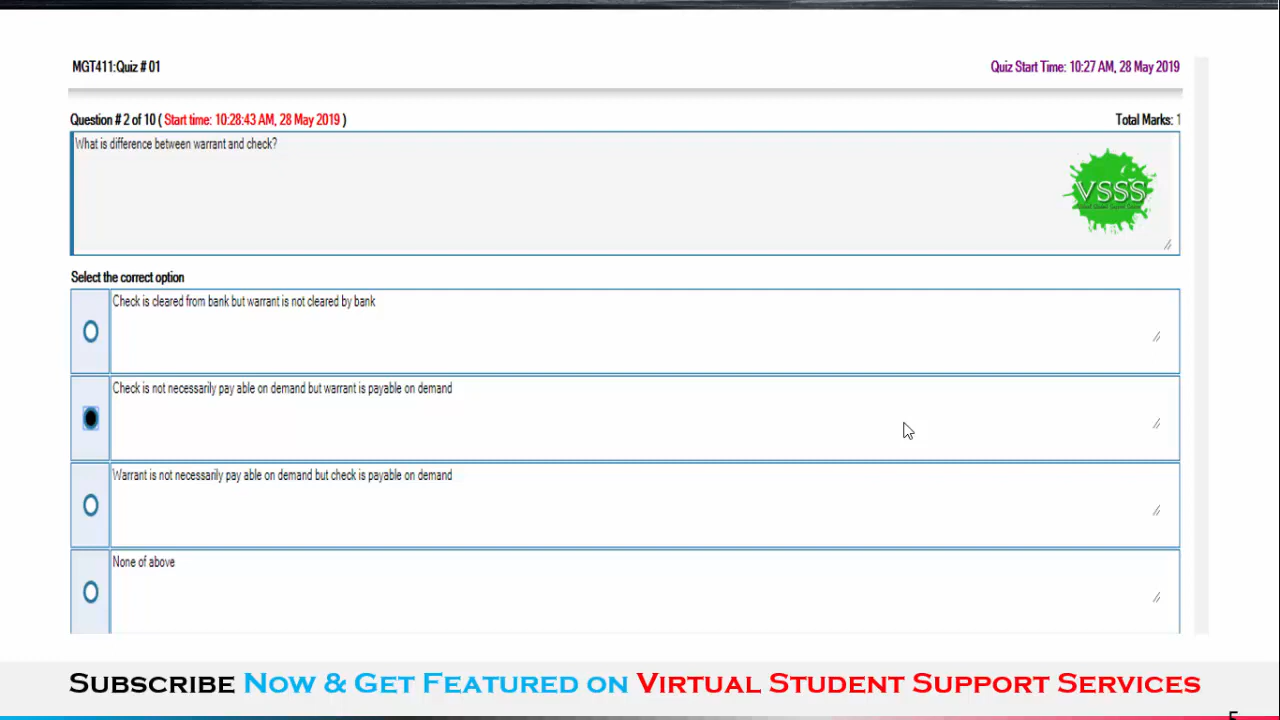 MGT411:Quiz # 01
Quiz Start Time: 10:27 AM, 28 May 2019
Question # 2 of 10 ( Start time: 10:28:43 AM, 28 May 2019 )
Total Marks: 1
What is difference between warrant and check?
VSSS
Select the correct option
Check is cleared from bank but warrant is not cleared by bank
Check is not necessarily pay able on demand but warrant is payable on demand
Warrant is not necessarily pay able on demand but check is payable on demand
None of above
Subscribe Now & Get Featured on Virtual Student Support Services
5